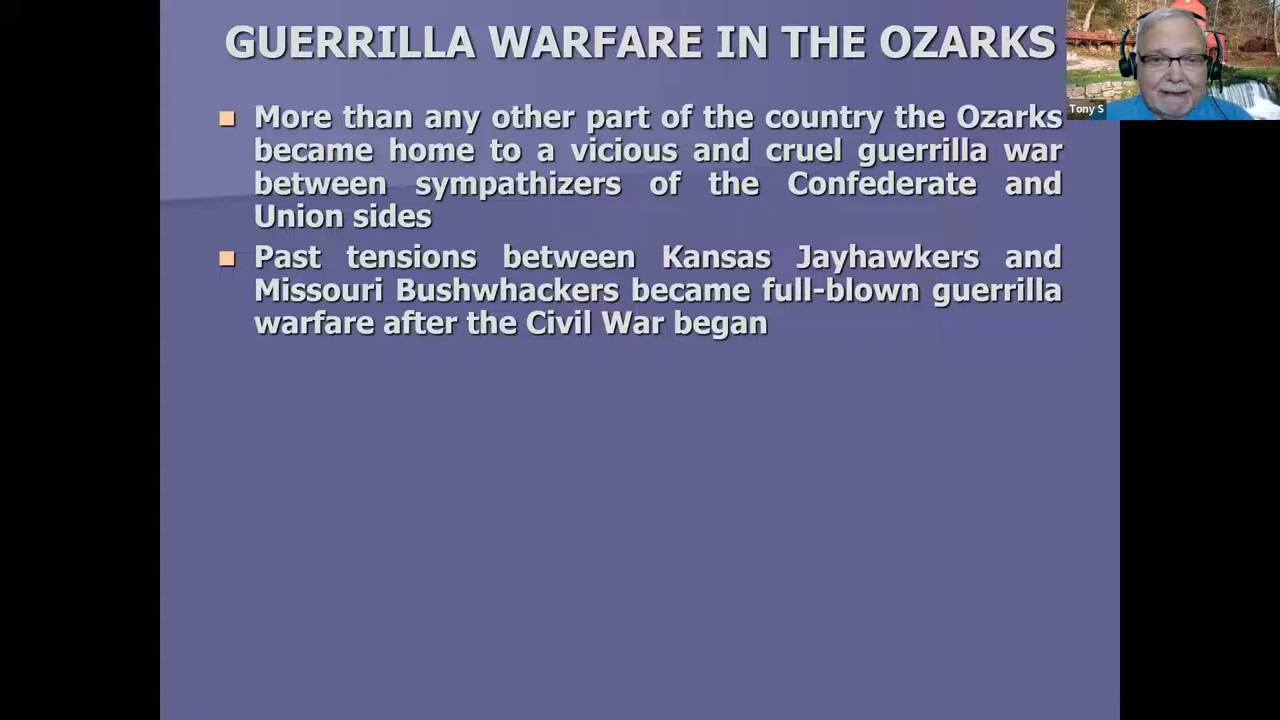 GUERRILLA WARFARE IN THE OZARKS
More than any other part of the country the Ozarks
became home to a vicious and cruel guerrilla war
between sympathizers of the Confederate and
Union sides
Past tensions between Kansas Jayhawkers and
Missouri Bushwhackers became full-blown guerrilla
warfare after the Civil War began
Tony S